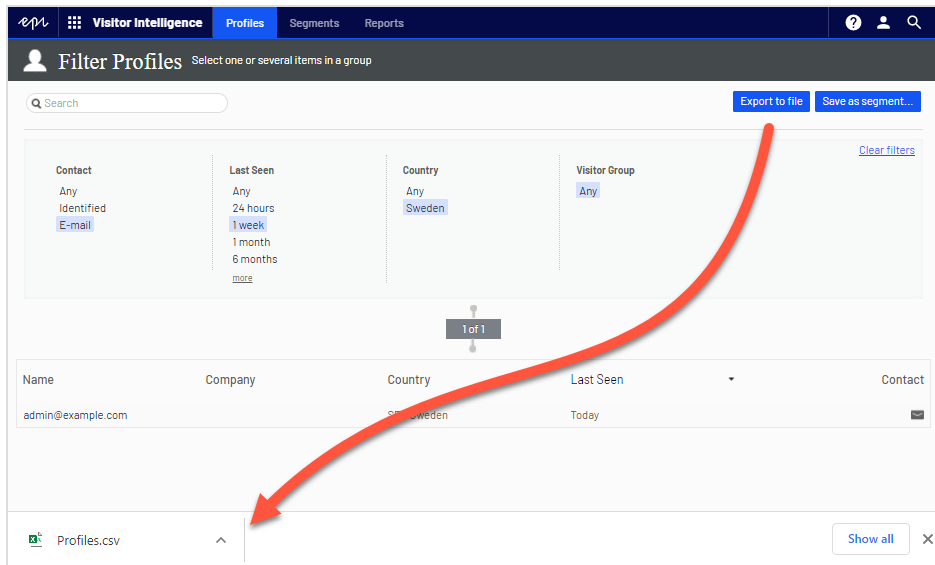 epi Visitor Intelligence Profiles Segments Reports
Filter Profiles Select one or several items in a group
Search
Export to file Save as segment...
Clear filters
Contact
Any
Identified
E-mail
Last Seen
Any
24 hours
1 week
1 month
6 months
more
Country
Any
Sweden
Visitor Group
Any
1 of 1
Name Company Country Last Seen Contact
admin@example.com Sweden Today
Profiles.csv Show all